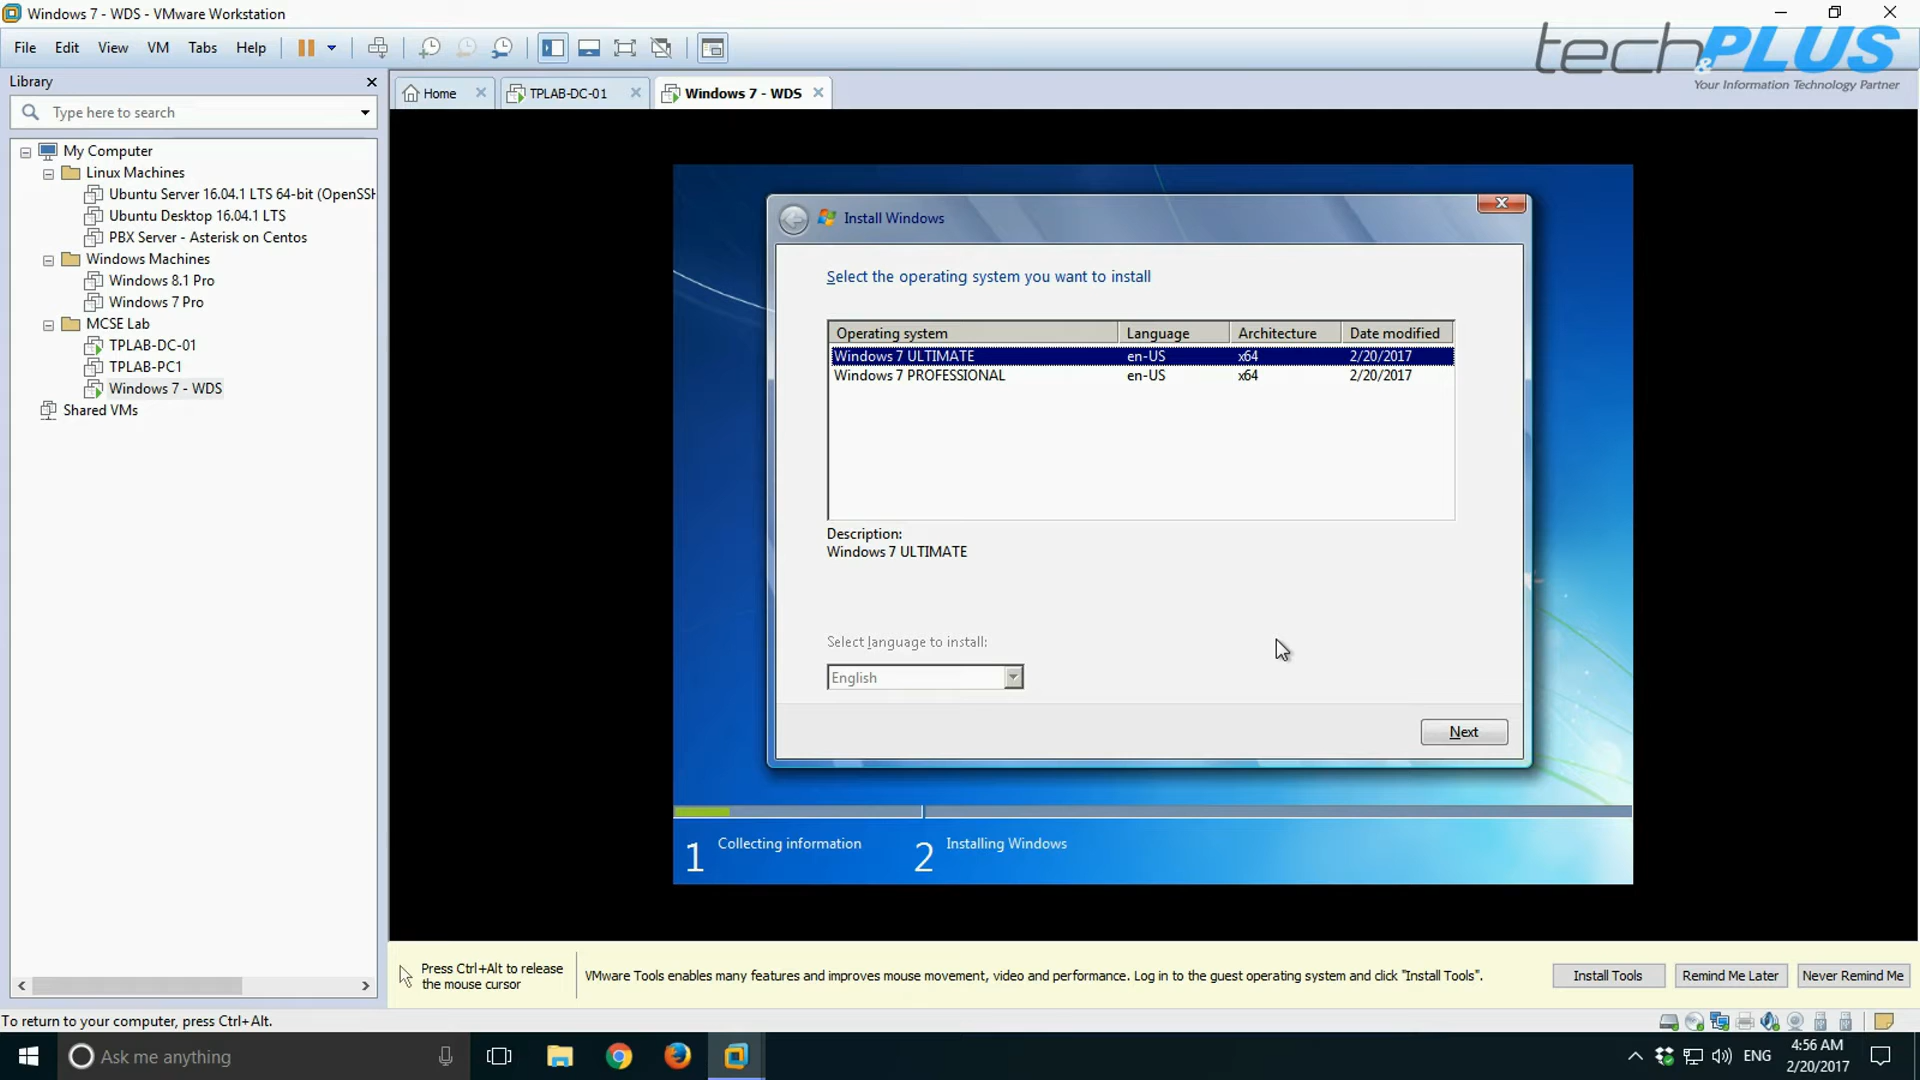 Windows 7 - WDS - VMware Workstation
File Edit View VM Tabs Help
tech&PLUS
Your Information Technology Partner
Library
Type here to search
My Computer
Linux Machines
Ubuntu Server 16.04.1 LTS 64-bit (OpenSSH
Ubuntu Desktop 16.04.1 LTS
PBX Server - Asterisk on Centos
Windows Machines
Windows 8.1 Pro
Windows 7 Pro
MCSE Lab
TPLAB-DC-01
TPLAB-PC1
Windows 7 - WDS
Shared VMs
Home TPLAB-DC-01 Windows 7 - WDS
Install Windows
Select the operating system you want to install
Operating system Language Architecture Date modified
Windows 7 ULTIMATE en-US x64 2/20/2017
Windows 7 PROFESSIONAL en-US x64 2/20/2017
Description:
Windows 7 ULTIMATE
Select language to install:
English
Next
1 Collecting information 2 Installing Windows
Press Ctrl+Alt to release
the mouse cursor
VMware Tools enables many features and improves mouse movement, video and performance. Log in to the guest operating system and click "Install Tools".
Install Tools Remind Me Later Never Remind Me
To return to your computer, press Ctrl+Alt.
Ask me anything
ENG
4:56 AM
2/20/2017